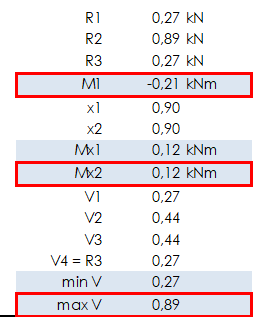 R1 0,27 kN
R2 0,89 kN
R3 0,27 kN
M1 -0,21 kNm
x1 0,90
x2 0,90
Mx1 0,12 kNm
Mx2 0,12 kNm
V1 0,27
V2 0,44
V3 0,44
V4 = R3 0,27
min V 0,27
max V 0,89